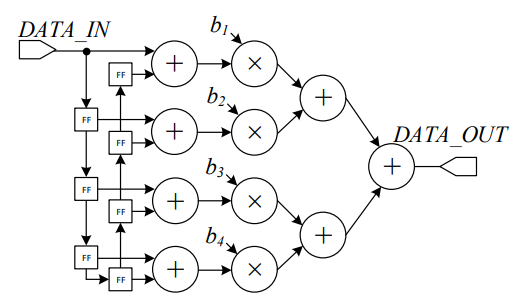 DATA_IN
b1
FF
+
×
b2
FF
FF
+
×
+
DATA_OUT
b3
+
FF
FF
+
×
b4
+
FF
FF
+
×